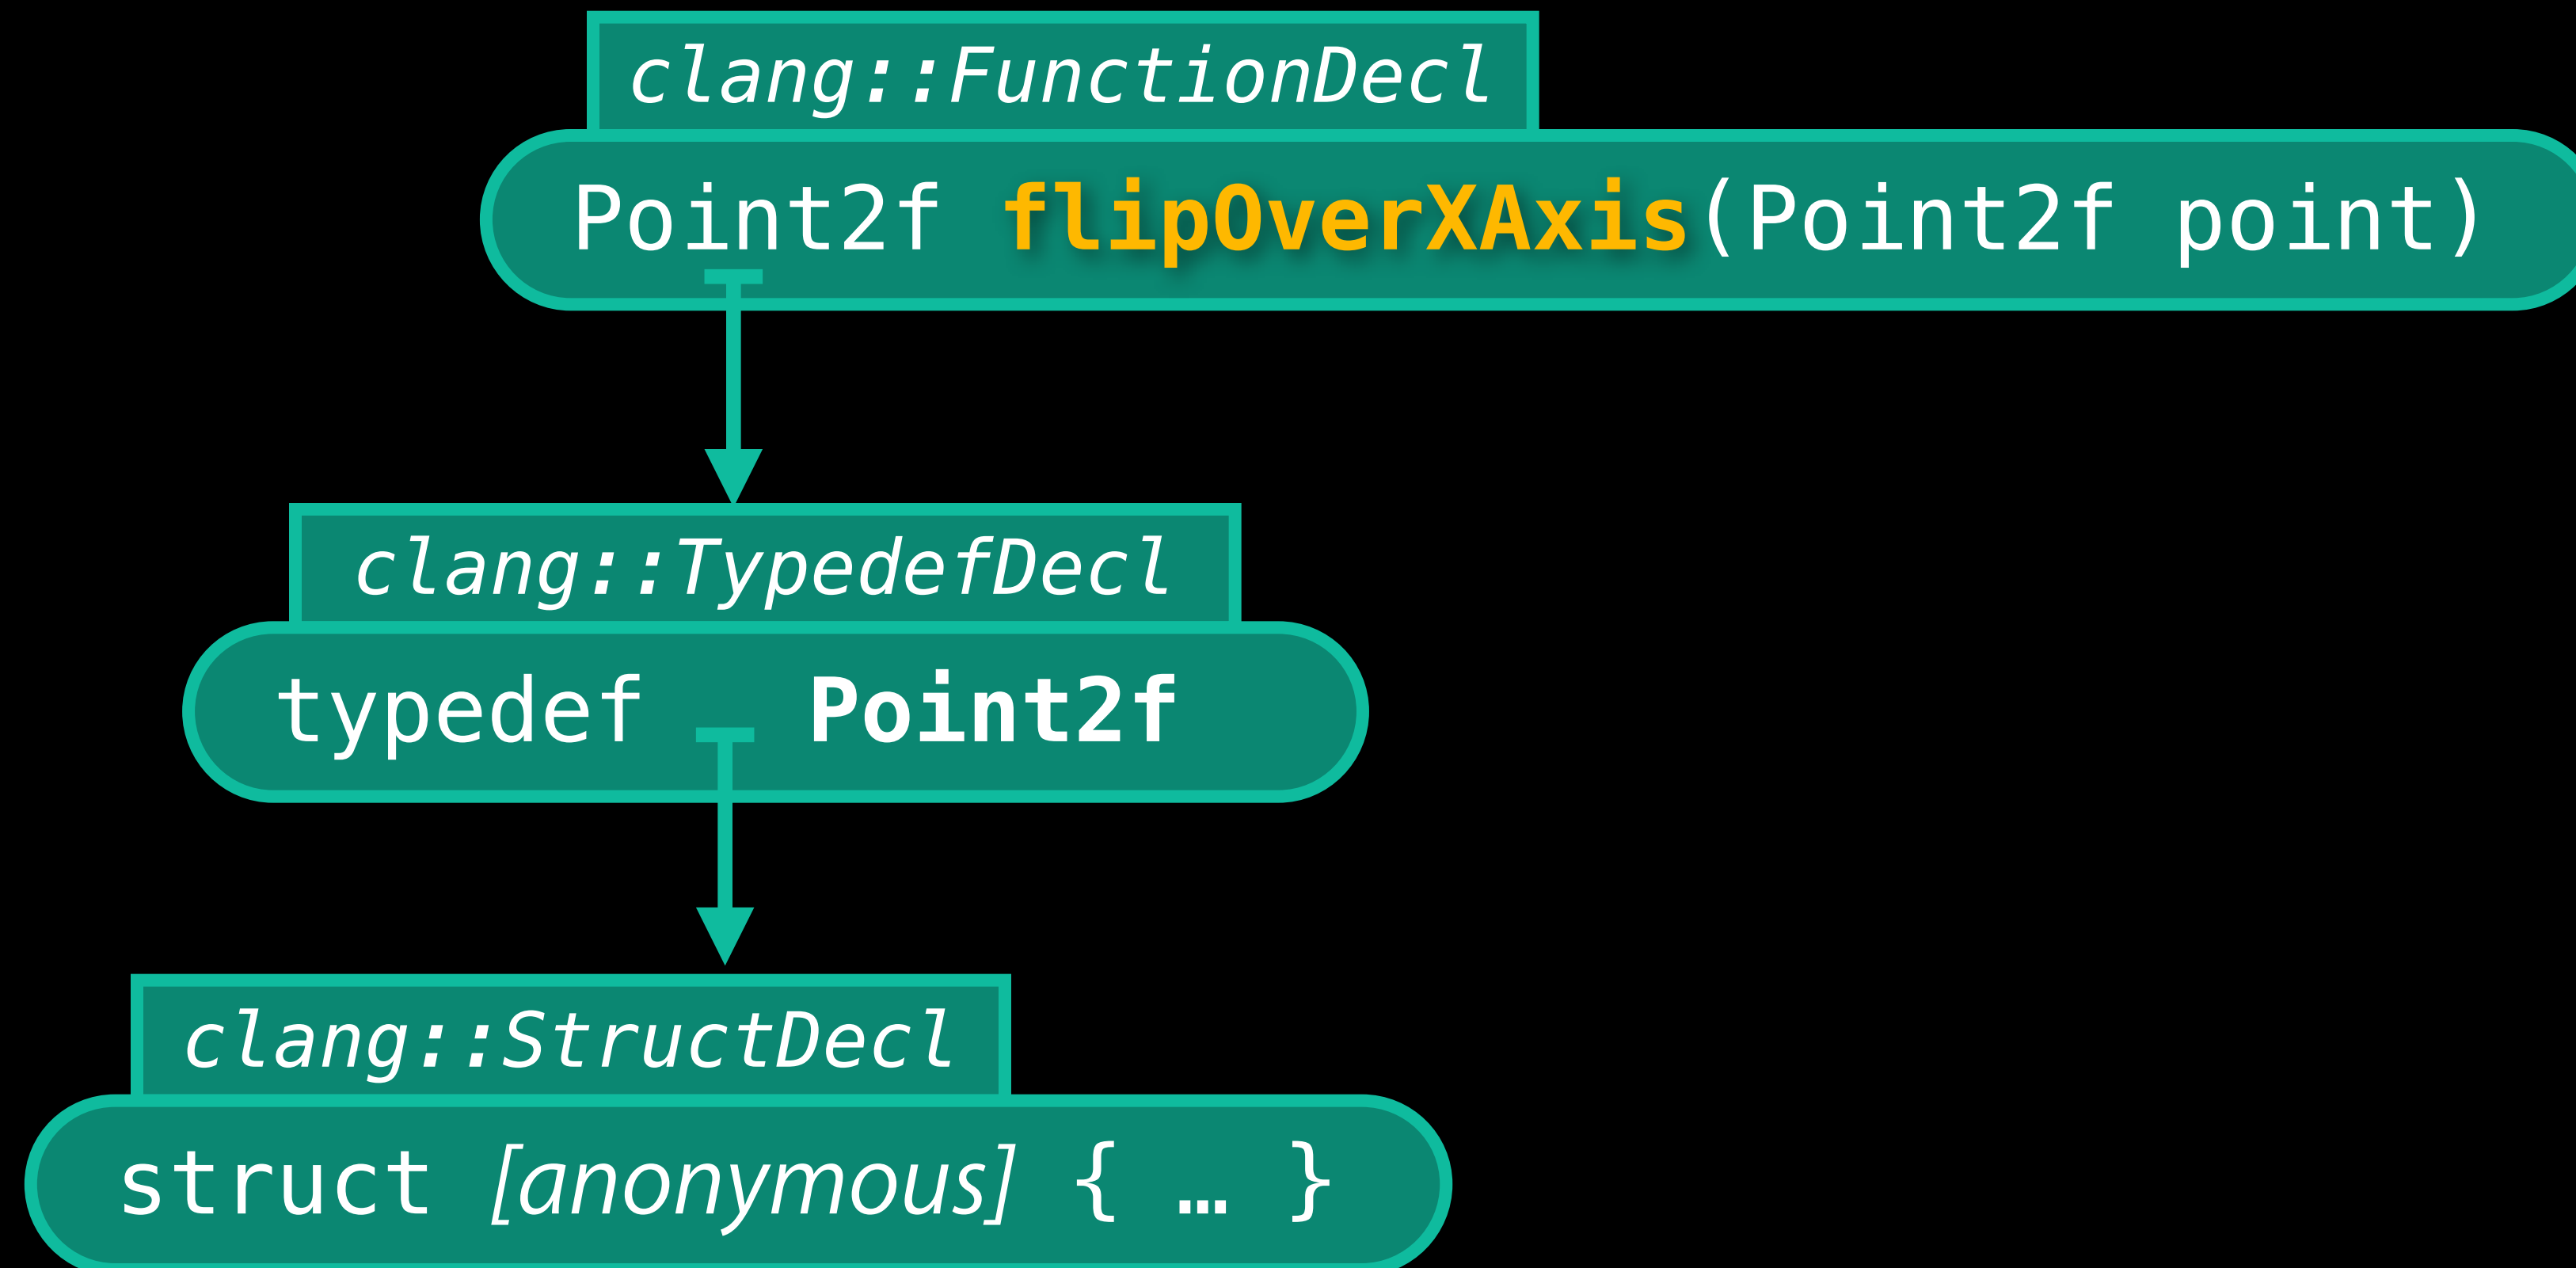 clang::FunctionDecl
Point2f flipOverXAxis(Point2f point)
clang::TypedefDecl
typedef Point2f
clang::StructDecl
struct [anonymous] { … }